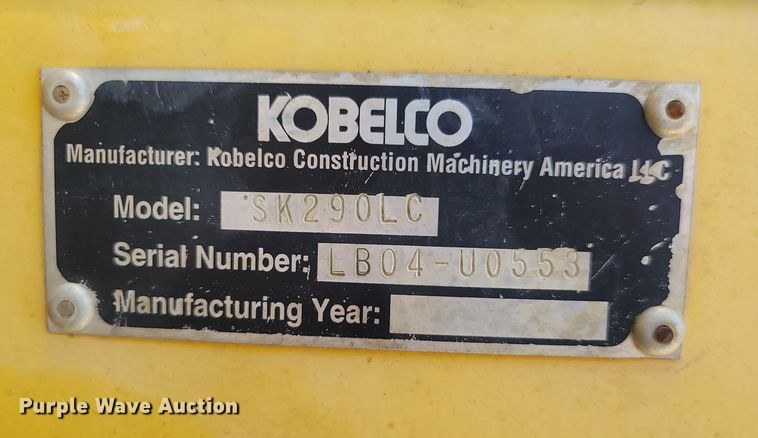 KOBELCO
Manufacturer: Kobelco Construction Machinery America LLC
Model: SK290LC
Serial Number: LB04-U0553
Manufacturing Year:
Purple Wave Auction